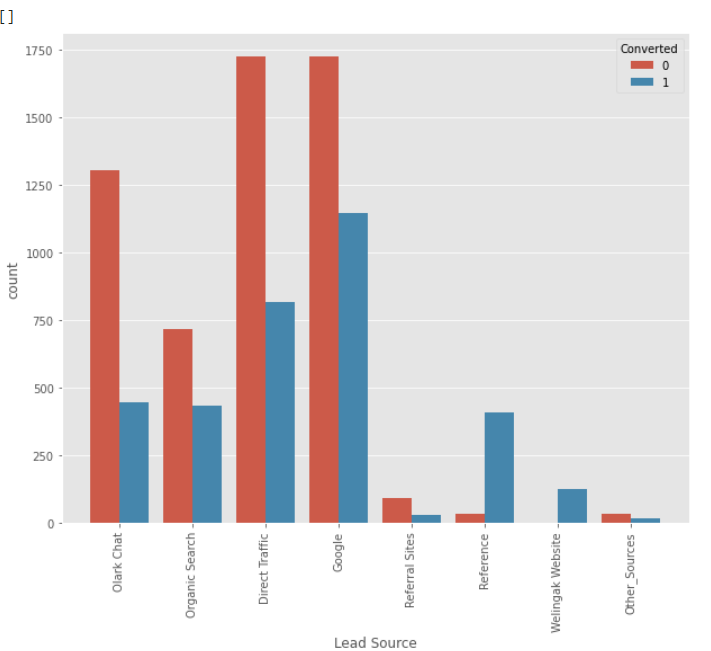 []
1750
1500
1250
1000
750
500
250
0
count
Converted
0
1
Olark Chat
Organic Search
Direct Traffic
Google
Referral Sites
Reference
Welingak Website
Other_Sources
Lead Source